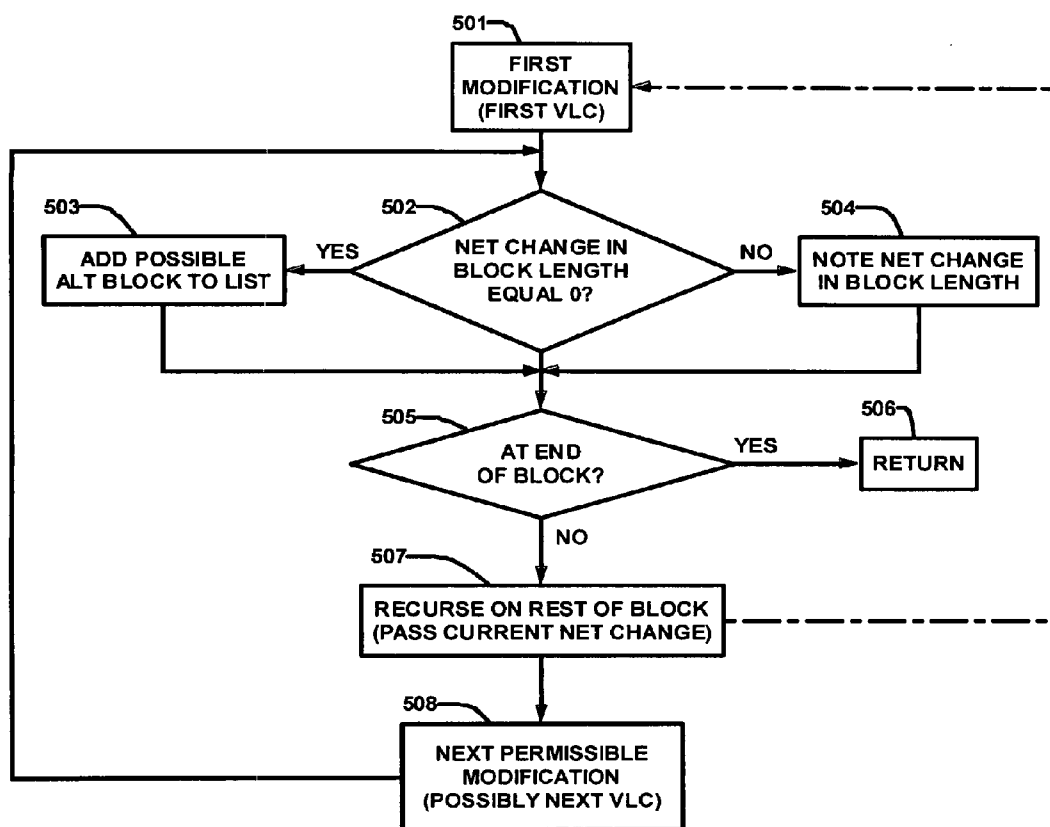 501
FIRST
MODIFICATION
(FIRST VLC)
503
502
504
ADD POSSIBLE
ALT BLOCK TO LIST
YES
NET CHANGE IN
BLOCK LENGTH
EQUAL 0?
NO
NOTE NET CHANGE
IN BLOCK LENGTH
505
AT END
OF BLOCK?
YES
506
RETURN
NO
507
RECURSE ON REST OF BLOCK
(PASS CURRENT NET CHANGE)
508
NEXT PERMISSIBLE
MODIFICATION
(POSSIBLY NEXT VLC)